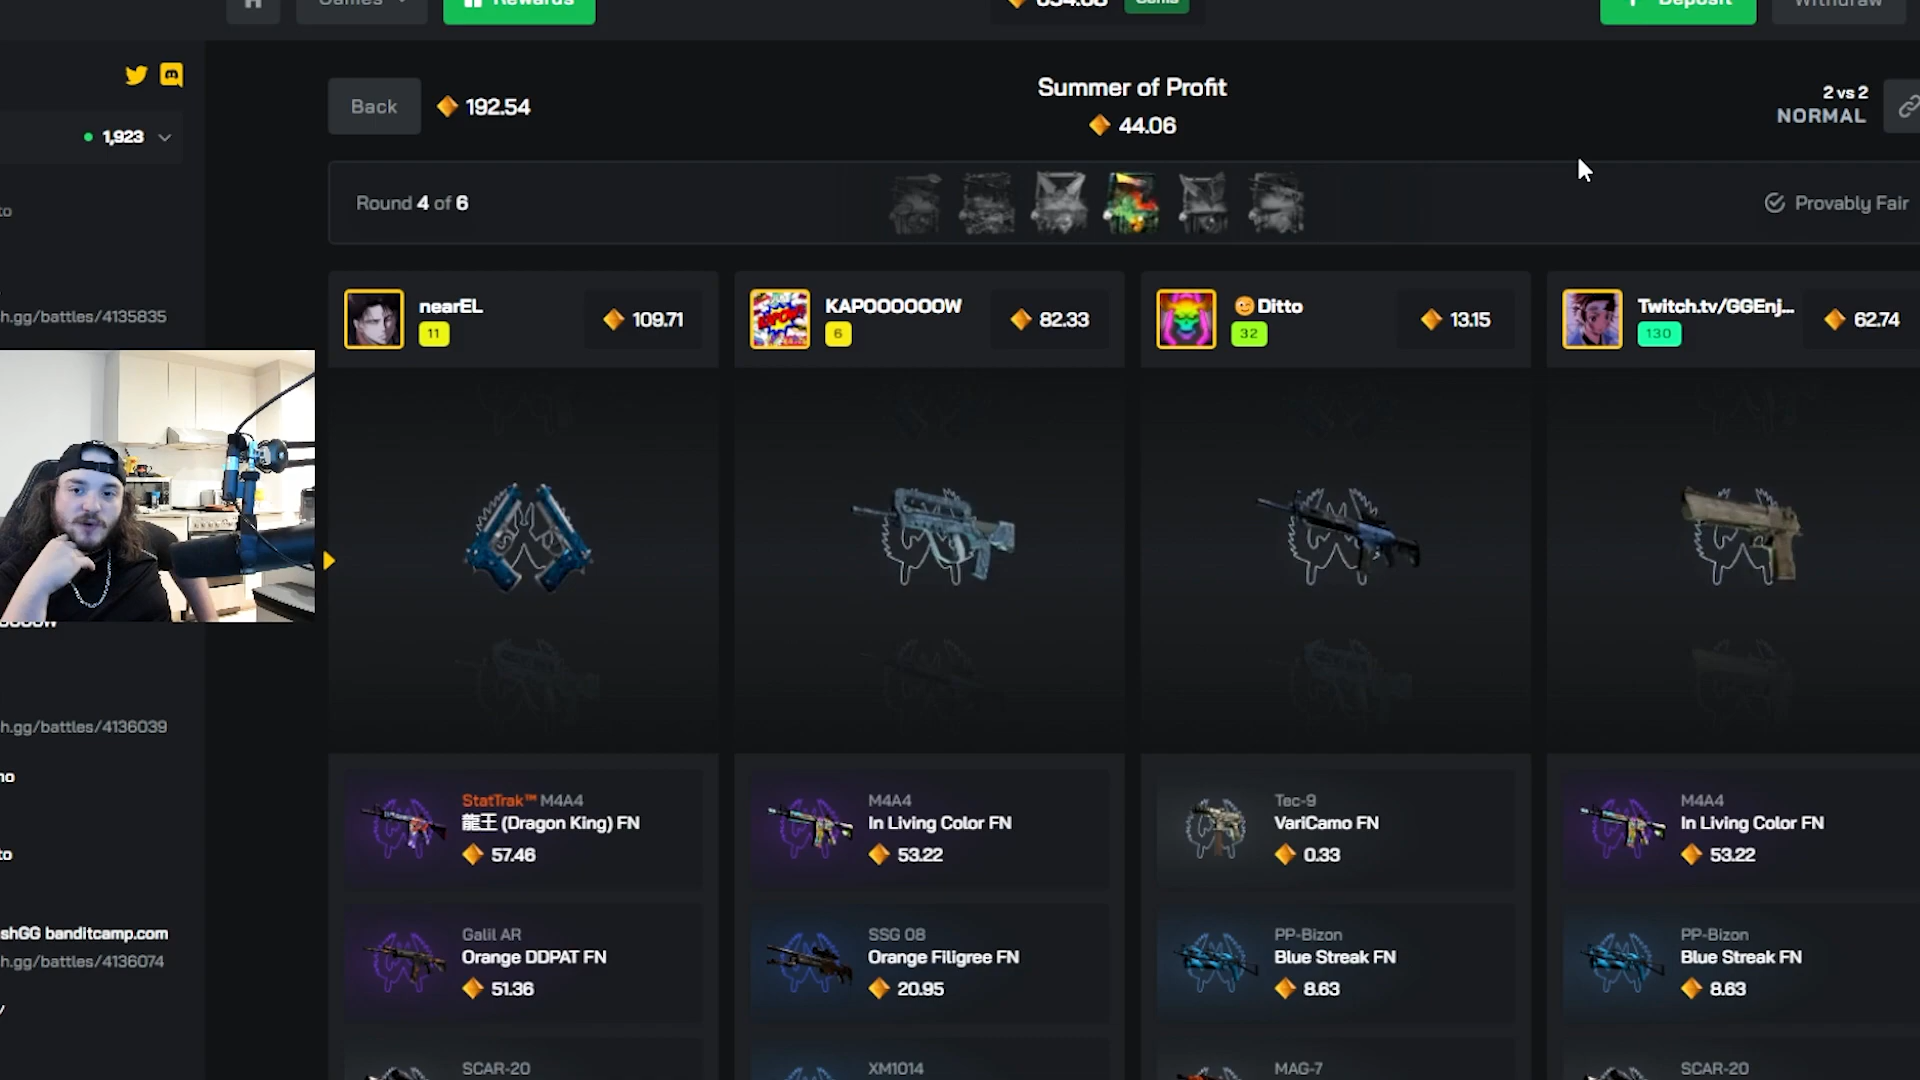 Games
Rewards
Deposit
Withdraw
Back
192.54
Summer of Profit
44.06
2 vs 2
NORMAL
1,923
Round 4 of 6
Provably Fair
h.gg/battles/4135835
nearEL
11
109.71
KAPOOOOOOW
6
82.33
Ditto
32
13.15
Twitch.tv/GGEnj...
130
62.74
h.gg/battles/4136039
shGG banditcamp.com
h.gg/battles/4136074
StatTrak™ M4A4
龍王 (Dragon King) FN
57.46
M4A4
In Living Color FN
53.22
Tec-9
VariCamo FN
0.33
M4A4
In Living Color FN
53.22
Galil AR
Orange DDPAT FN
51.36
SSG 08
Orange Filigree FN
20.95
PP-Bizon
Blue Streak FN
8.63
PP-Bizon
Blue Streak FN
8.63
SCAR-20
XM1014
MAG-7
SCAR-20